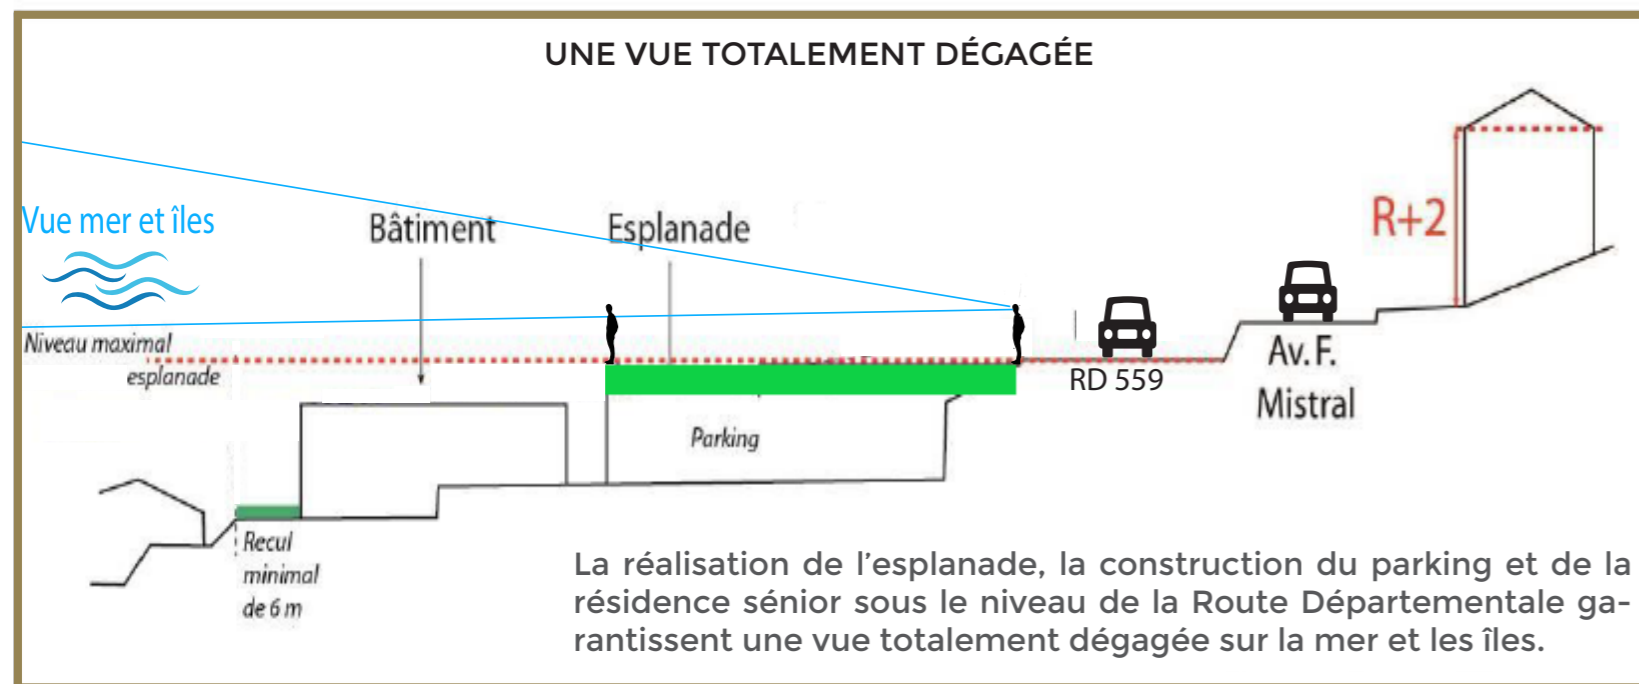 UNE VUE TOTALEMENT DÉGAGÉE
Vue mer et îles
Bâtiment
Esplanade
R+2
Niveau maximal
esplanade
RD 559
Av. F.
Mistral
Parking
Recul
minimal
de 6 m
La réalisation de l'esplanade, la construction du parking et de la
résidence sénior sous le niveau de la Route Départementale ga-
rantissent une vue totalement dégagée sur la mer et les îles.